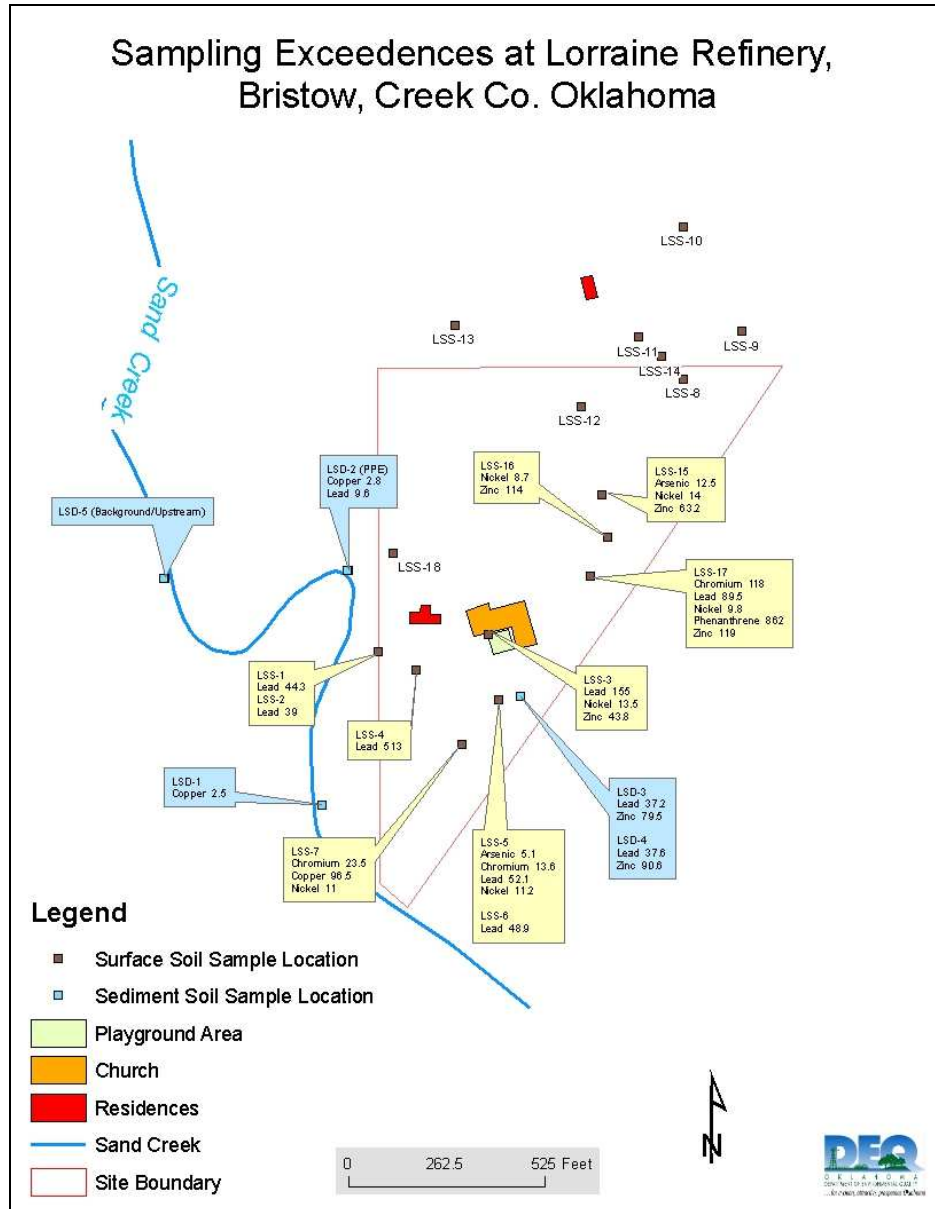 Sampling Exceedences at Lorraine Refinery,
Bristow, Creek Co. Oklahoma
Sand Creek
LSS-10
LSS-13
LSS-11
LSS-9
LSS-14
LSS-8
LSS-12
LSD-2 (PPE)
Copper 2.8
Lead 9.6
LSS-16
Nickel 8.7
Zinc 114
LSS-15
Arsenic 12.5
Nickel 14
Zinc 63.2
LSD-5 (Background/Upstream)
LSS-18
LSS-17
Chromium 118
Lead 89.5
Nickel 9.8
Phenanthrene 862
Zinc 119
LSS-1
Lead 44.3
LSS-2
Lead 39
LSS-3
Lead 155
Nickel 13.5
Zinc 43.8
LSS-4
Lead 513
LSD-1
Copper 2.5
LSD-3
Lead 37.2
Zinc 79.5
LSD-4
Lead 37.6
Zinc 90.6
LSS-7
Chromium 23.5
Copper 96.5
Nickel 11
LSS-5
Arsenic 5.1
Chromium 13.6
Lead 52.1
Nickel 11.2
LSS-6
Lead 48.9
Legend
Surface Soil Sample Location
Sediment Soil Sample Location
Playground Area
Church
Residences
Sand Creek
Site Boundary
0 262.5 525 Feet
N
DEQ
OKLAHOMA
DEPARTMENT OF ENVIRONMENTAL QUALITY